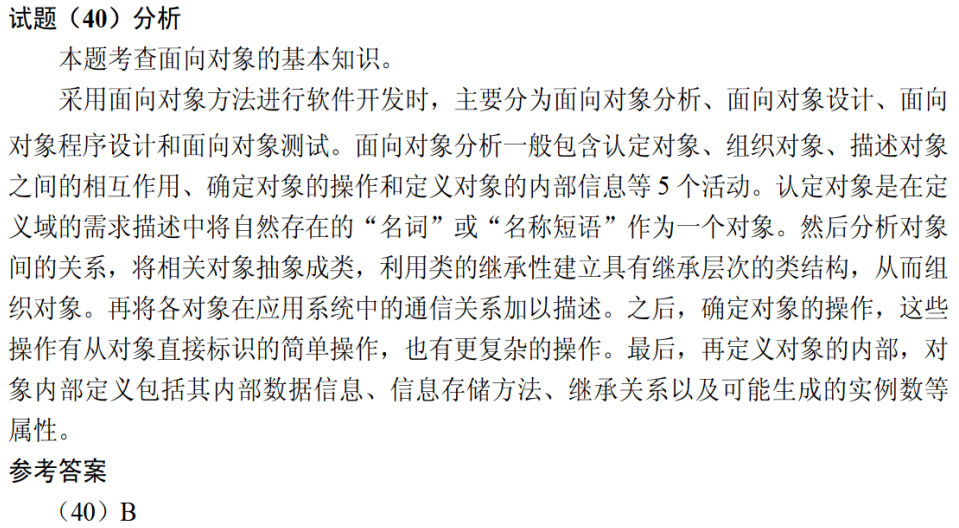 试题（40）分析
本题考查面向对象的基本知识。
采用面向对象方法进行软件开发时，主要分为面向对象分析、面向对象设计、面向
对象程序设计和面向对象测试。面向对象分析一般包含认定对象、组织对象、描述对象
之间的相互作用、确定对象的操作和定义对象的内部信息等 5 个活动。认定对象是在定
义域的需求描述中将自然存在的“名词”或“名称短语”作为一个对象。然后分析对象
间的关系，将相关对象抽象成类，利用类的继承性建立具有继承层次的类结构，从而组
织对象。再将各对象在应用系统中的通信关系加以描述。之后，确定对象的操作，这些
操作有从对象直接标识的简单操作，也有更复杂的操作。最后，再定义对象的内部，对
象内部定义包括其内部数据信息、信息存储方法、继承关系以及可能生成的实例数等
属性。
参考答案
（40）B